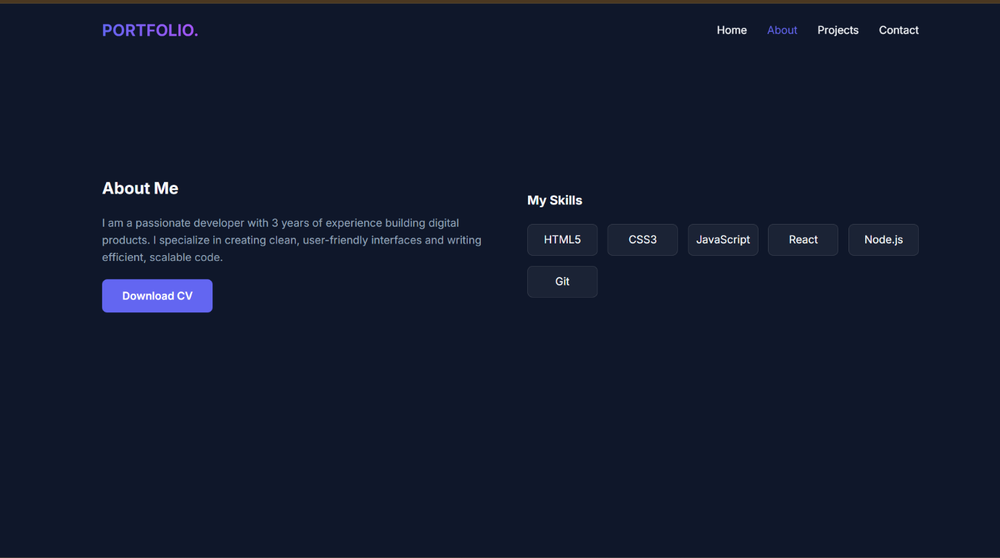 PORTFOLIO.
Home About Projects Contact
About Me
I am a passionate developer with 3 years of experience building digital
products. I specialize in creating clean, user-friendly interfaces and writing
efficient, scalable code.
Download CV
My Skills
HTML5 CSS3 JavaScript React Node.js
Git